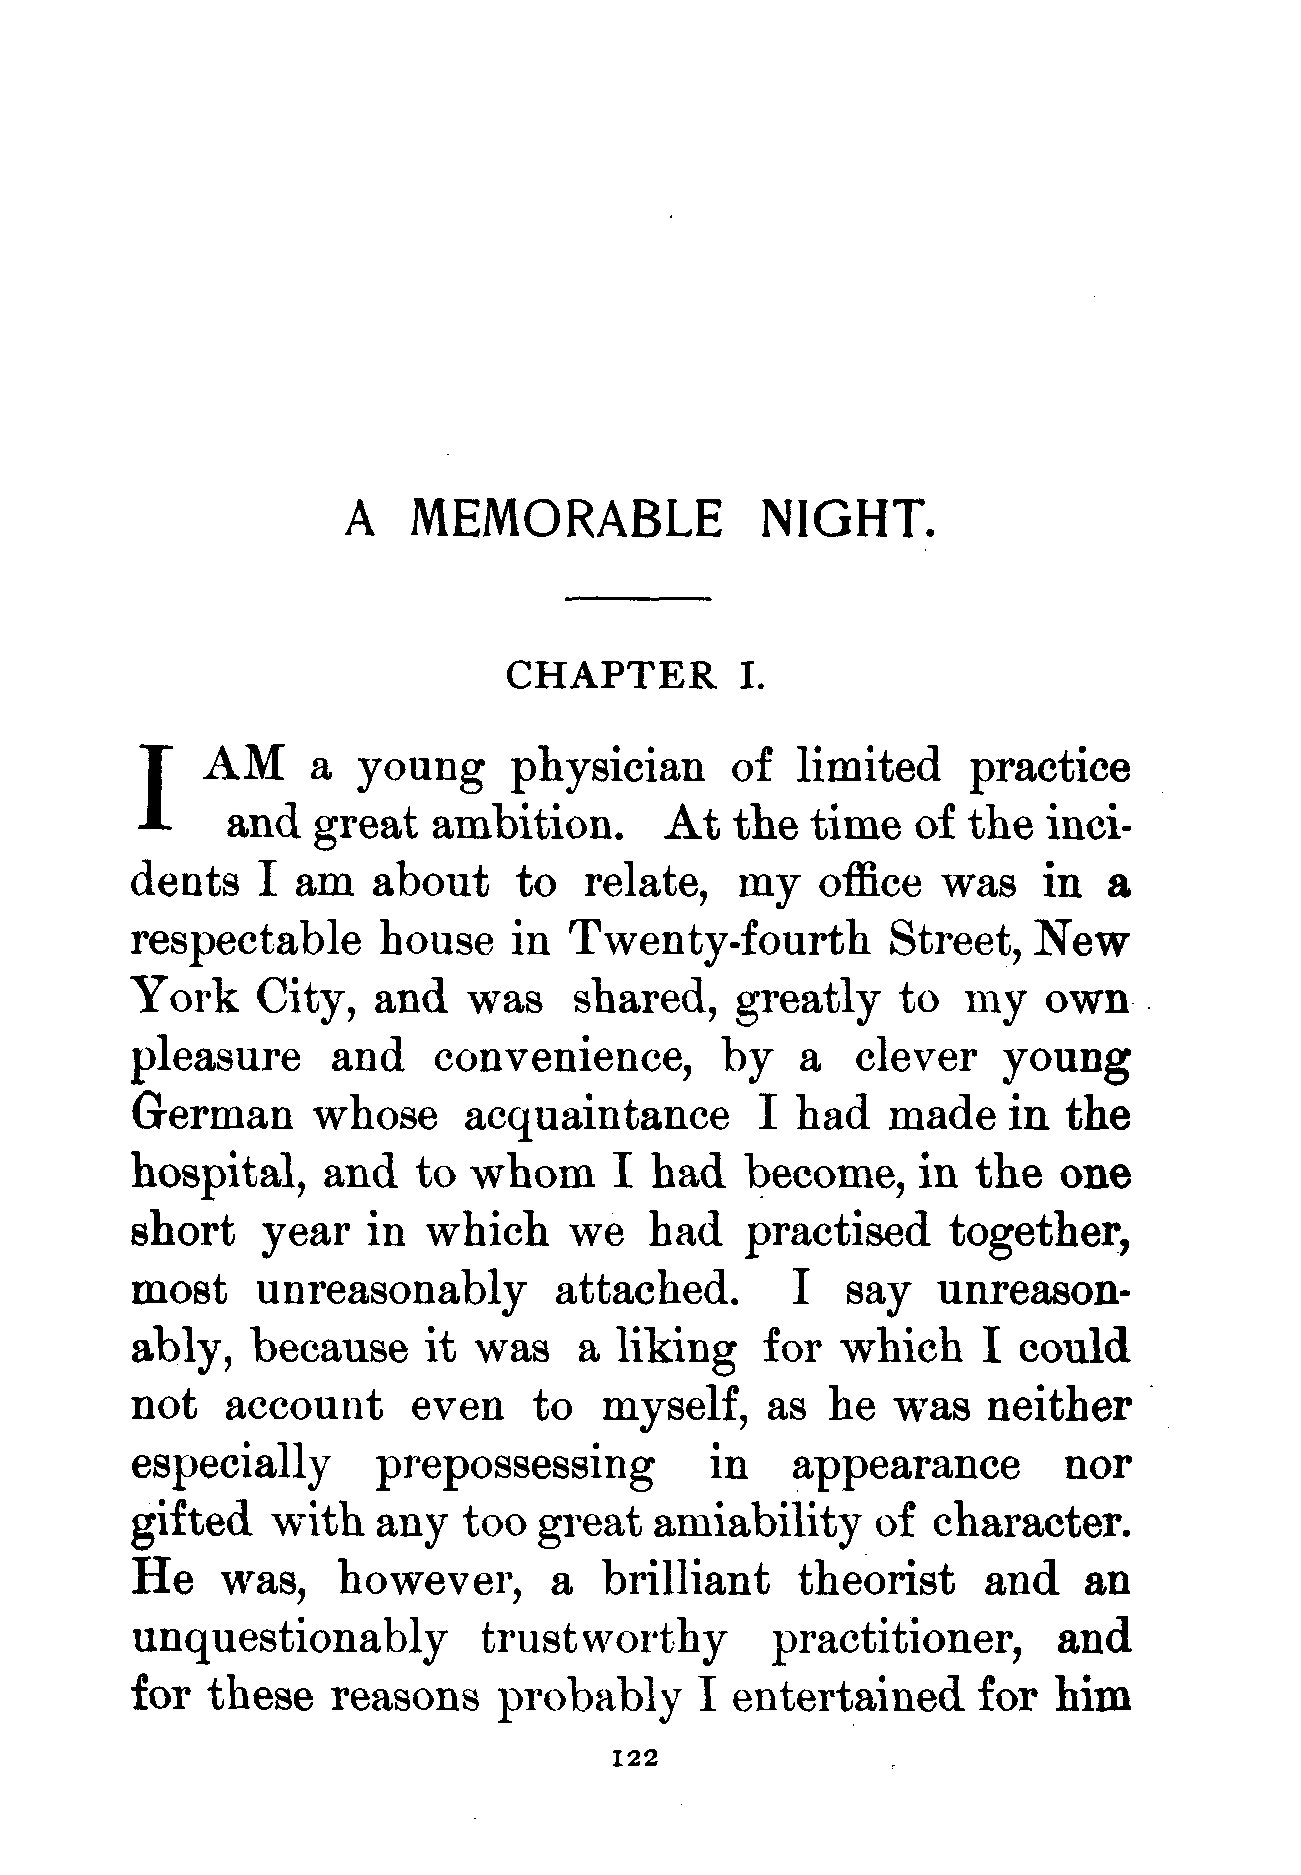 A MEMORABLE NIGHT.
CHAPTER I.
I AM a young physician of limited practice
and great ambition. At the time of the inci-
dents I am about to relate, my office was in a
respectable house in Twenty-fourth Street, New
York City, and was shared, greatly to my own
pleasure and convenience, by a clever young
German whose acquaintance I had made in the
hospital, and to whom I had become, in the one
short year in which we had practised together,
most unreasonably attached. I say unreason-
ably, because it was a liking for which I could
not account even to myself, as he was neither
especially prepossessing in appearance nor
gifted with any too great amiability of character.
He was, however, a brilliant theorist and an
unquestionably trustworthy practitioner, and
for these reasons probably I entertained for him
122